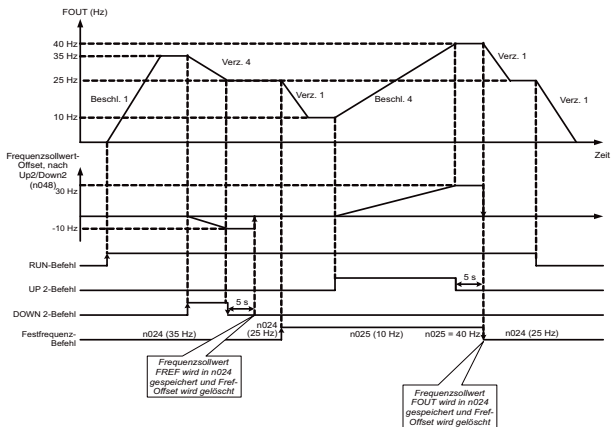 FOUT (Hz)
40 Hz
35 Hz
Verz. 4
Verz. 1
25 Hz
Verz. 1
Beschl. 1
Beschl. 4
Verz. 1
10 Hz
Zeit
Frequenzsollwert-
Offset, nach
Up2/Down2
(n048)
30 Hz
-10 Hz
RUN-Befehl
5 s
UP 2-Befehl
5 s
DOWN 2-Befehl
Festfrequenz-
Befehl
n024 (35 Hz)
n024
(25 Hz)
n025 (10 Hz)
n025 = 40 Hz
n024 (25 Hz)
Frequenzsollwert
FREF wird in n024
gespeichert und Fref-
Offset wird gelöscht
Frequenzsollwert
FOUT wird in n024
gespeichert und Fref-
Offset wird gelöscht